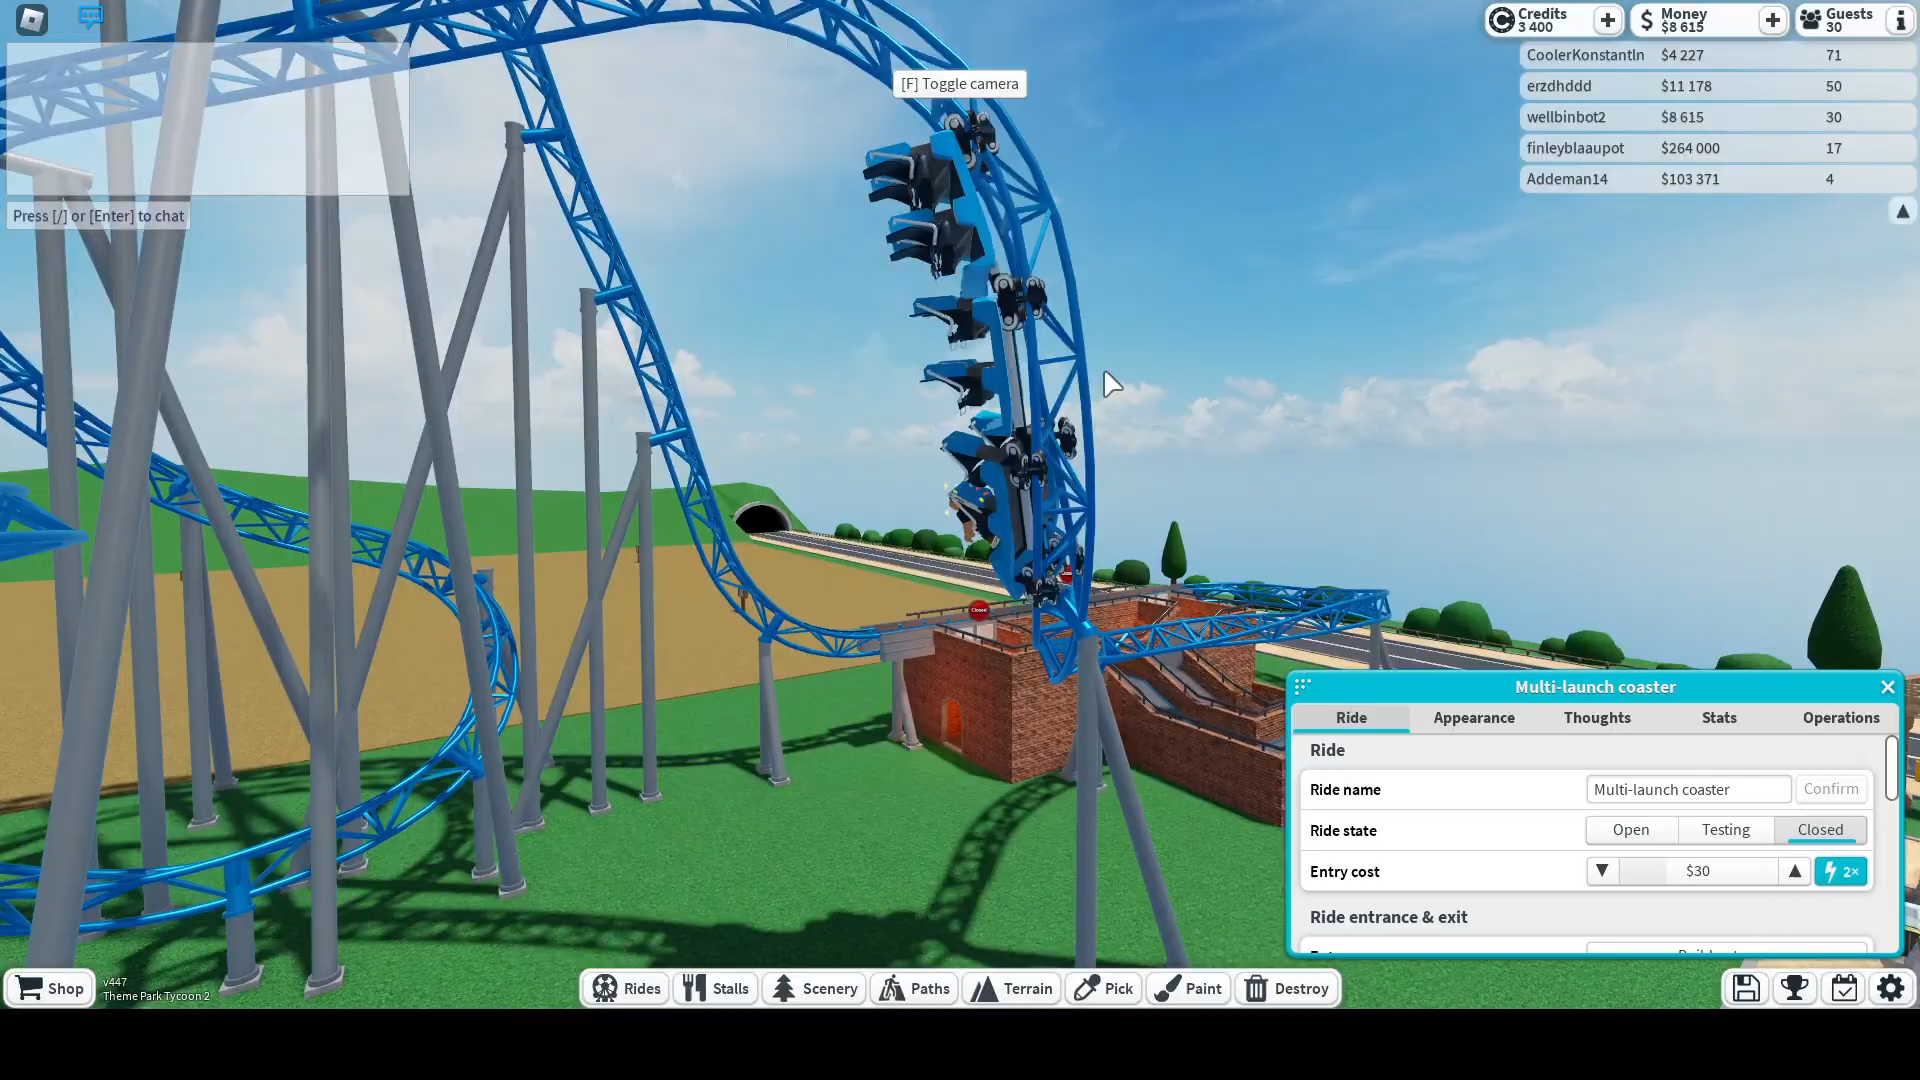 Credits
3 400
Money
$8 615
Guests
30
CoolerKonstantln $4 227 71
erzdhddd $11 178 50
wellbinbot2 $8 615 30
finleyblaaupot $264 000 17
Addeman14 $103 371 4
[F] Toggle camera
Press [/] or [Enter] to chat
Closed
Multi-launch coaster
Ride Appearance Thoughts Stats Operations
Ride
Ride name Multi-launch coaster Confirm
Ride state Open Testing Closed
Entry cost $30 2×
Ride entrance & exit
Shop
v447
Theme Park Tycoon 2
Rides Stalls Scenery Paths Terrain Pick Paint Destroy